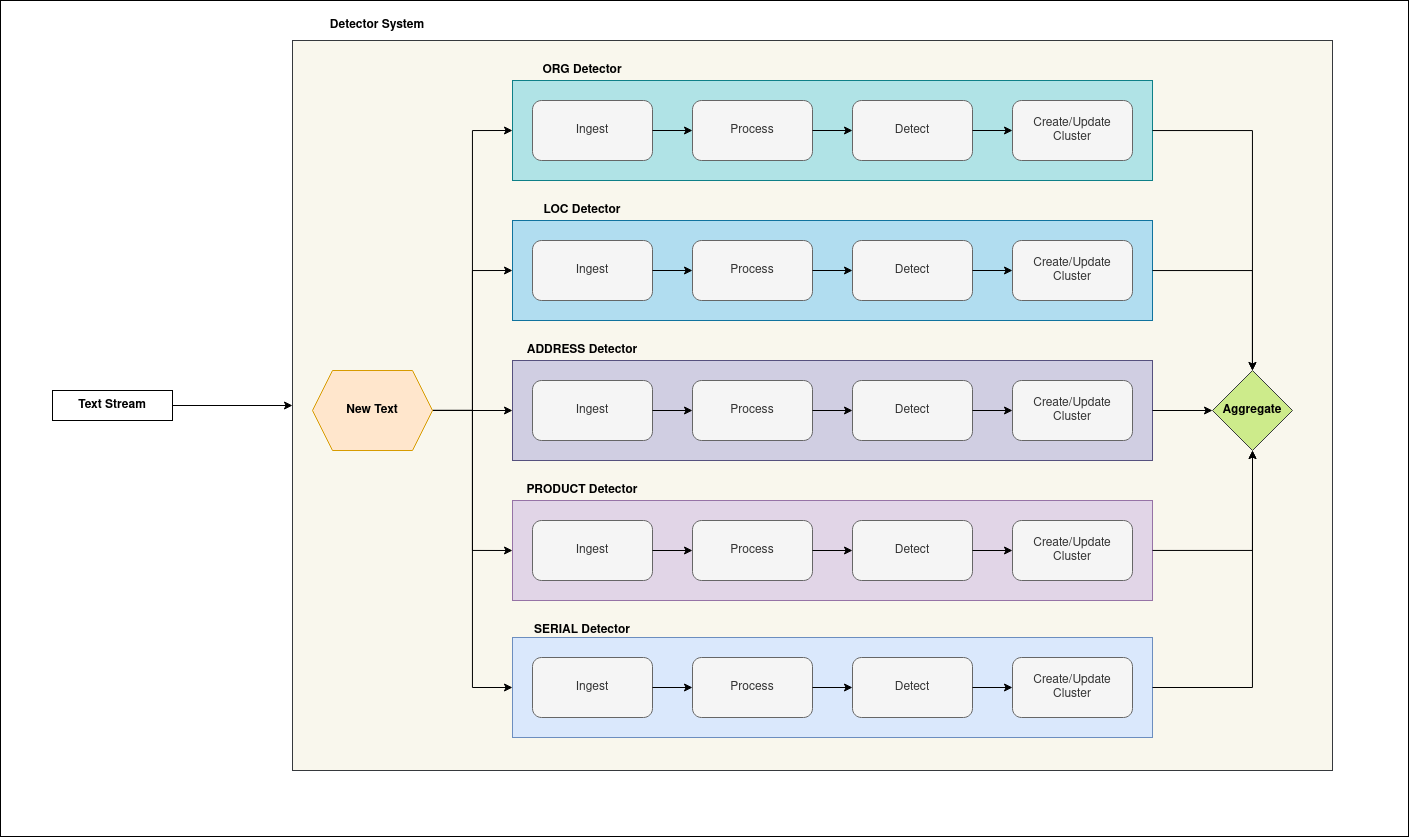 Detector System
ORG Detector
Ingest
Process
Detect
Create/Update
Cluster
LOC Detector
Ingest
Process
Detect
Create/Update
Cluster
Text Stream
New Text
ADDRESS Detector
Ingest
Process
Detect
Create/Update
Cluster
Aggregate
PRODUCT Detector
Ingest
Process
Detect
Create/Update
Cluster
SERIAL Detector
Ingest
Process
Detect
Create/Update
Cluster